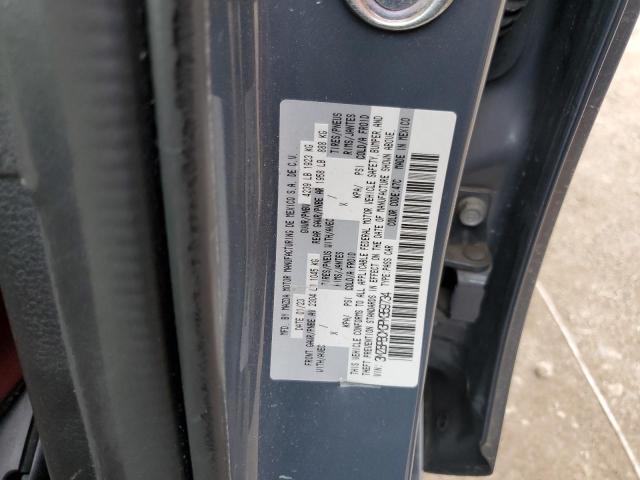 MFD. BY MAZDA MOTOR MANUFACTURING DE MEXICO S.A. DE C.V.
DATE: 01/23 GVWR/PNBV 4239 LB 1923 KG
FRONT GAWR/PNBE AV 2304 LB 1045 KG REAR GAWR/PNBE AR 1958 LB 888 KG
WITH/AVEC TIRES/PNEUS WITH/AVEC TIRES/PNEUS
X RIMS/JANTES X RIMS/JANTES
KPA/ PSI COLD/A FROID KPA/ PSI COLD/A FROID
THIS VEHICLE CONFORMS TO ALL APPLICABLE FEDERAL MOTOR VEHICLE SAFETY, BUMPER, AND
THEFT PREVENTION STANDARDS IN EFFECT ON THE DATE OF MANUFACTURE SHOWN ABOVE.
VIN: TYPE: PASS CAR COLOR CODE: 47C MADE IN MEXICO